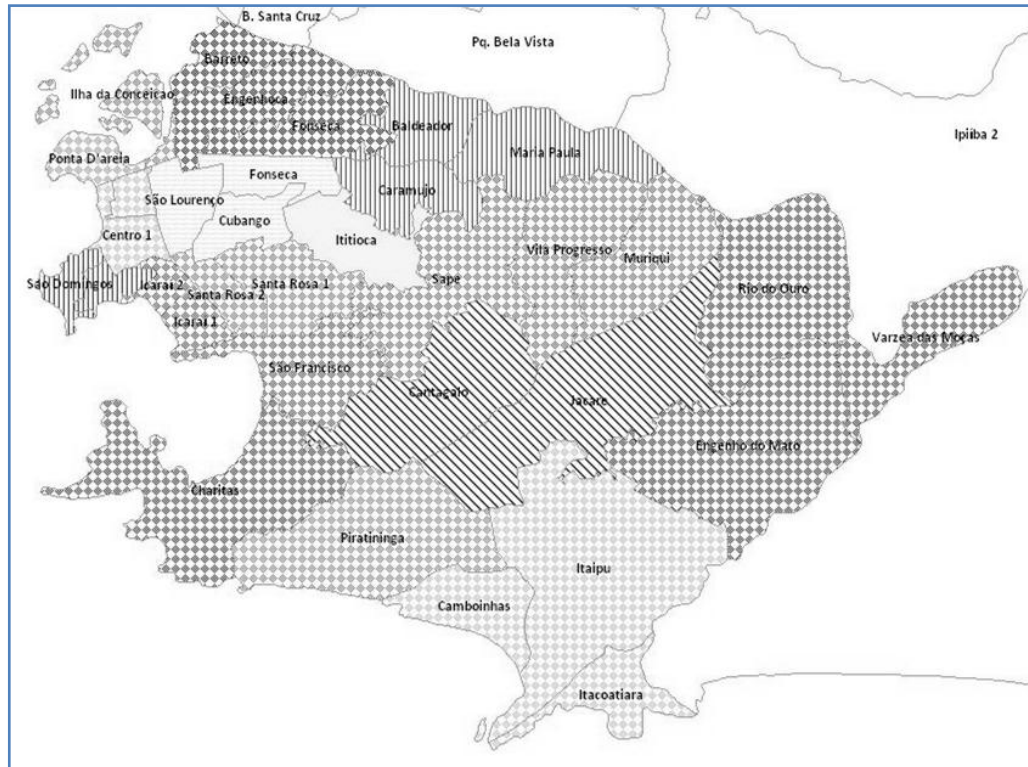 B. Santa Cruz
Pq. Bela Vista
Barreto
Ilha da Conceicao
Engenhoca
Fonseca
Baldeador
Ipiiba 2
Maria Paula
Ponta D'areia
Fonseca
Caramujo
São Lourenço
Cubango
Centro 1
Ititioca
Vila Progresso
Muriqui
Sape
São Domingos
Icarai 2
Santa Rosa 1
Santa Rosa 2
Rio do Ouro
Icarai 1
Varzea das Moças
São Francisco
Cantagalo
Jacare
Engenho do Mato
Charitas
Piratininga
Itaipu
Camboinhas
Itacoatiara